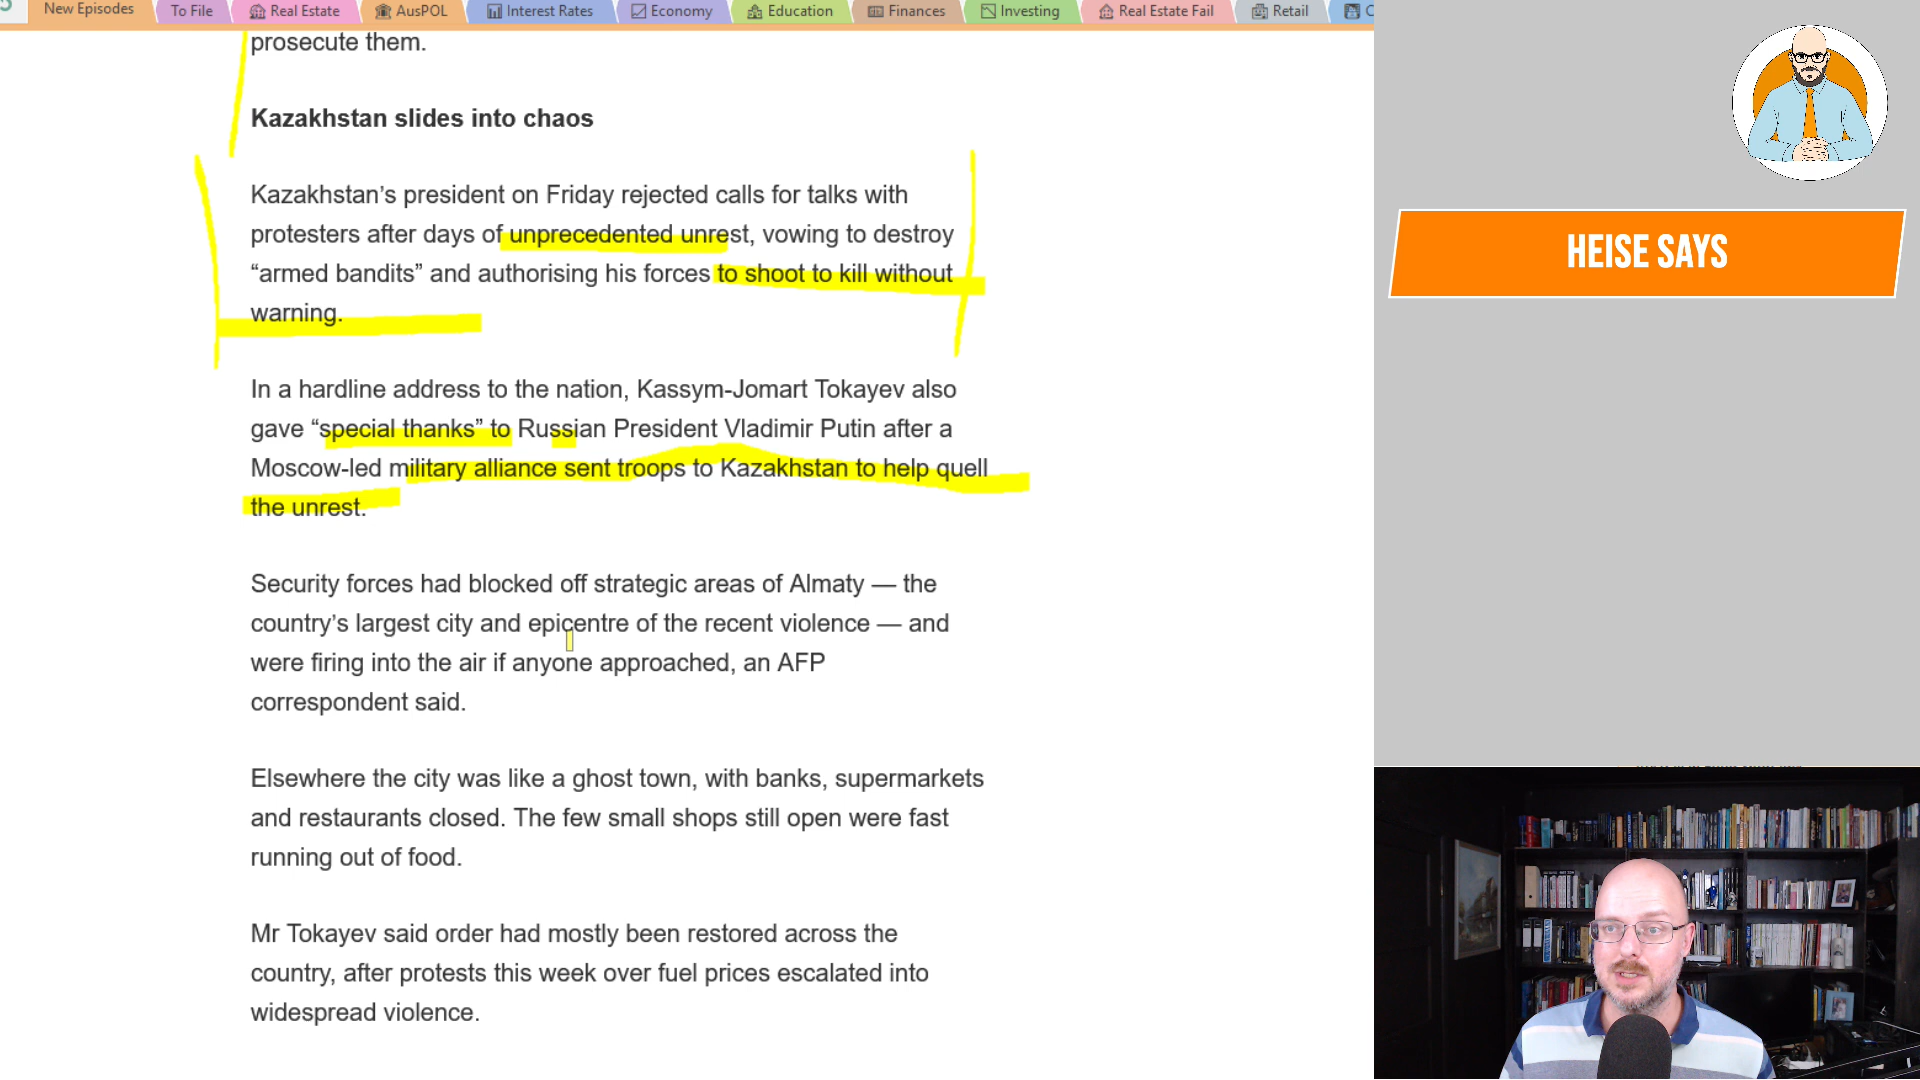 New Episodes
To File
Real Estate
AusPOL
Interest Rates
Economy
Education
Finances
Investing
Real Estate Fail
Retail
prosecute them.
Kazakhstan slides into chaos
Kazakhstan’s president on Friday rejected calls for talks with
protesters after days of unprecedented unrest, vowing to destroy
“armed bandits” and authorising his forces to shoot to kill without
warning.
In a hardline address to the nation, Kassym-Jomart Tokayev also
gave “special thanks” to Russian President Vladimir Putin after a
Moscow-led military alliance sent troops to Kazakhstan to help quell
the unrest.
Security forces had blocked off strategic areas of Almaty — the
country’s largest city and epicentre of the recent violence — and
were firing into the air if anyone approached, an AFP
correspondent said.
Elsewhere the city was like a ghost town, with banks, supermarkets
and restaurants closed. The few small shops still open were fast
running out of food.
Mr Tokayev said order had mostly been restored across the
country, after protests this week over fuel prices escalated into
widespread violence.
HEISE SAYS